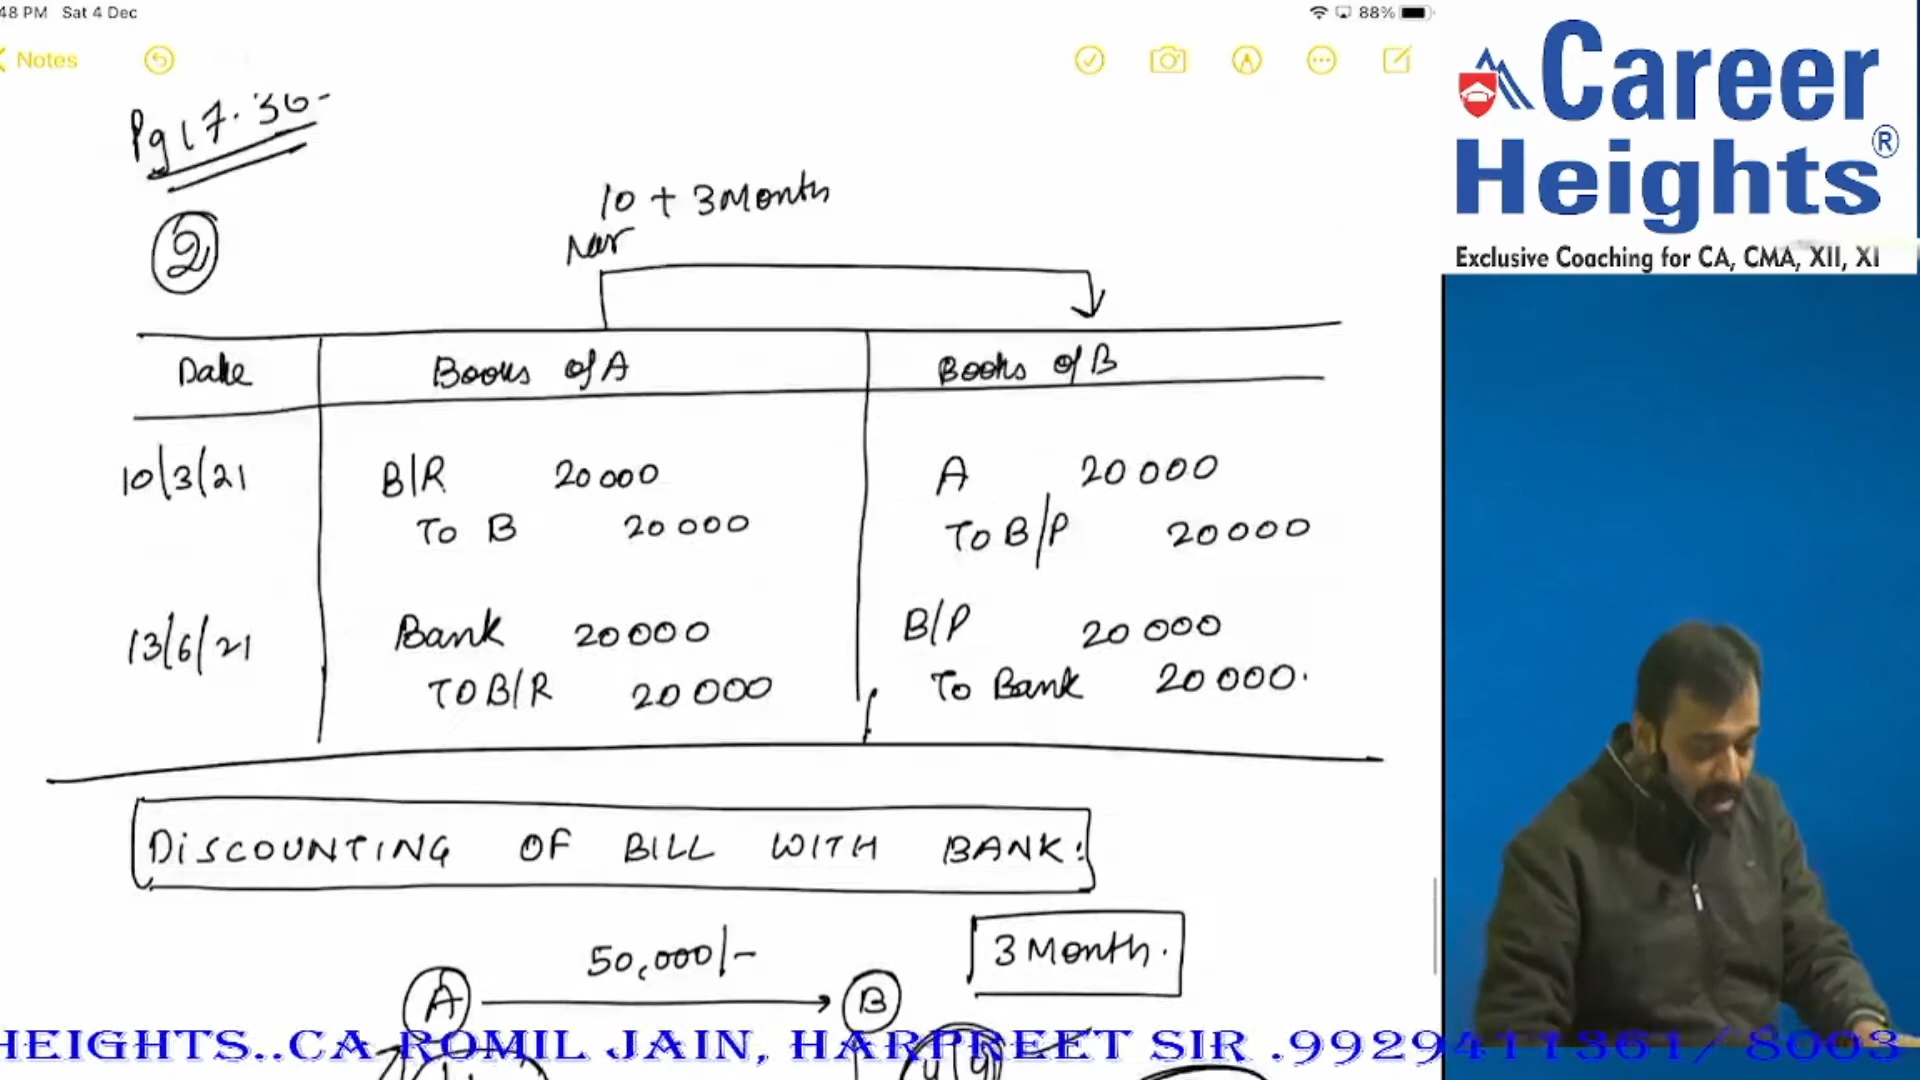 48 PM Sat 4 Dec
88%
Notes
Pg 17.36-
2
10 + 3 Month
Mar
Date Books of A Books of B
10/3/21 B/R 20000 A 20000
To B 20000 To B/P 20000
13/6/21 Bank 20000 B/P 20000
To B/R 20000 To Bank 20000.
DISCOUNTING OF BILL WITH BANK:
50,000/- 3 Month.
A B
HEIGHTS..CA ROMIL JAIN, HARPREET SIR .9929411361/ 8003
Career
Heights®
Exclusive Coaching for CA, CMA, XII, XI